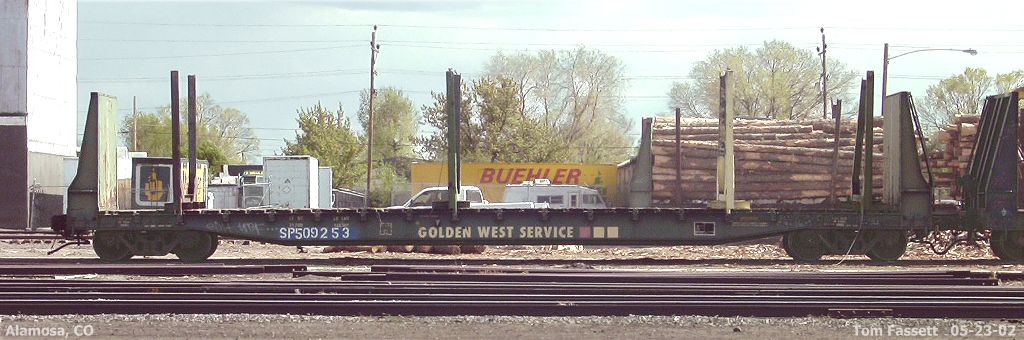 BUEHLER
SP509253 GOLDEN WEST SERVICE
Alamosa, CO
Tom Fassett 05-23-02